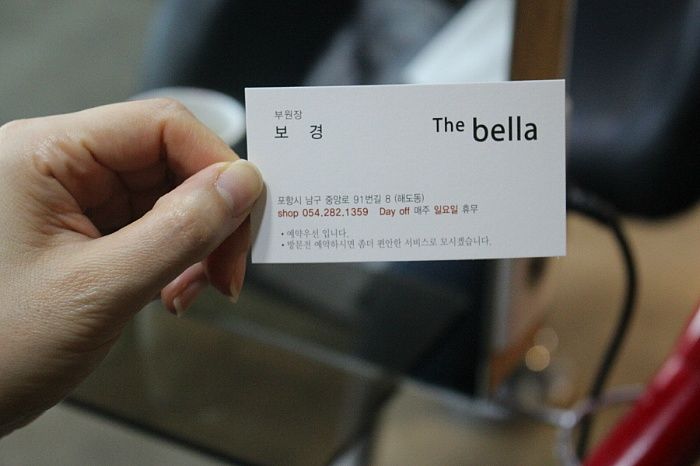 부원장
보 경
The bella
포항시 남구 중앙로 91번길 8 (해도동)
shop 054.282.1359 Day off 매주 일요일 휴무
• 예약우선 입니다.
• 방문전 예약하시면 좀더 편안한 서비스로 모시겠습니다.